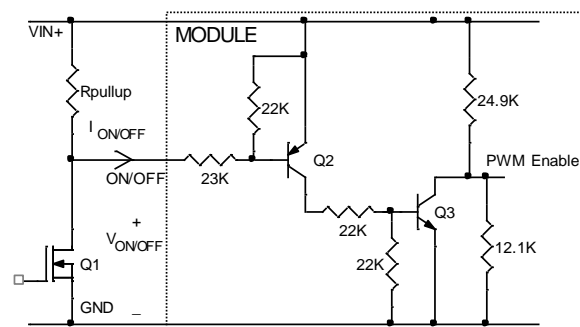 VIN+
MODULE
Rpullup
22K
24.9K
I ON/OFF
Q2
PWM Enable
ON/OFF
23K
Q3
+
V ON/OFF
22K
12.1K
Q1
22K
GND
_